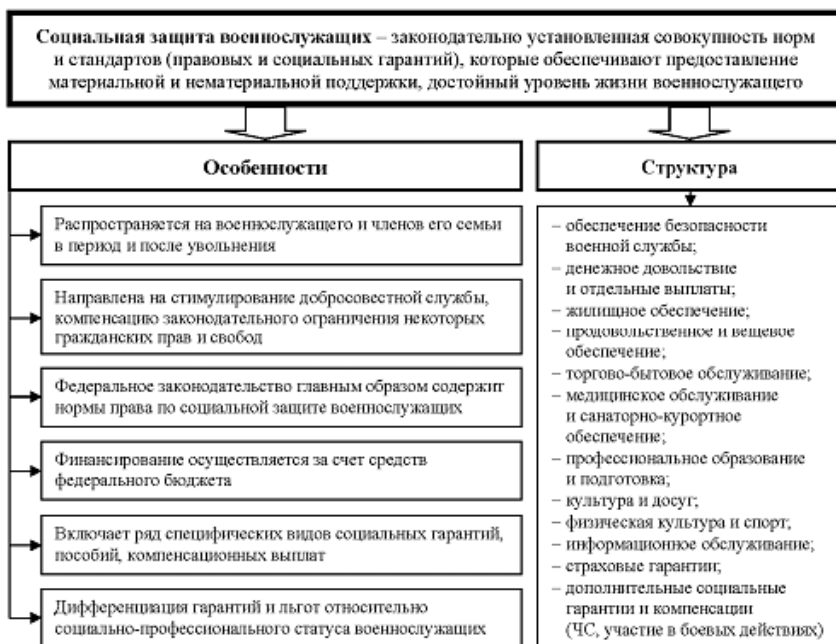 Социальная защита военнослужащих – законодательно установленная совокупность норм
и стандартов (правовых и социальных гарантий), которые обеспечивают предоставление
материальной и нематериальной поддержки, достойный уровень жизни военнослужащего
Особенности
Распространяется на военнослужащего и членов его семьи
в период и после увольнения
Направлена на стимулирование добросовестной службы,
компенсацию законодательного ограничения некоторых
гражданских прав и свобод
Федеральное законодательство главным образом содержит
нормы права по социальной защите военнослужащих
Финансирование осуществляется за счет средств
федерального бюджета
Включает ряд специфических видов социальных гарантий,
пособий, компенсационных выплат
Дифференциация гарантий и льгот относительно
социально-профессионального статуса военнослужащих
Структура
– обеспечение безопасности
военной службы;
– денежное довольствие
и отдельные выплаты;
– жилищное обеспечение;
– продовольственное и вещевое
обеспечение;
– торгово-бытовое обслуживание;
– медицинское обслуживание
и санаторно-курортное
обеспечение;
– профессиональное образование
и подготовка;
– культура и досуг;
– физическая культура и спорт;
– информационное обслуживание;
– страховые гарантии;
– дополнительные социальные
гарантии и компенсации
(ЧС, участие в боевых действиях)